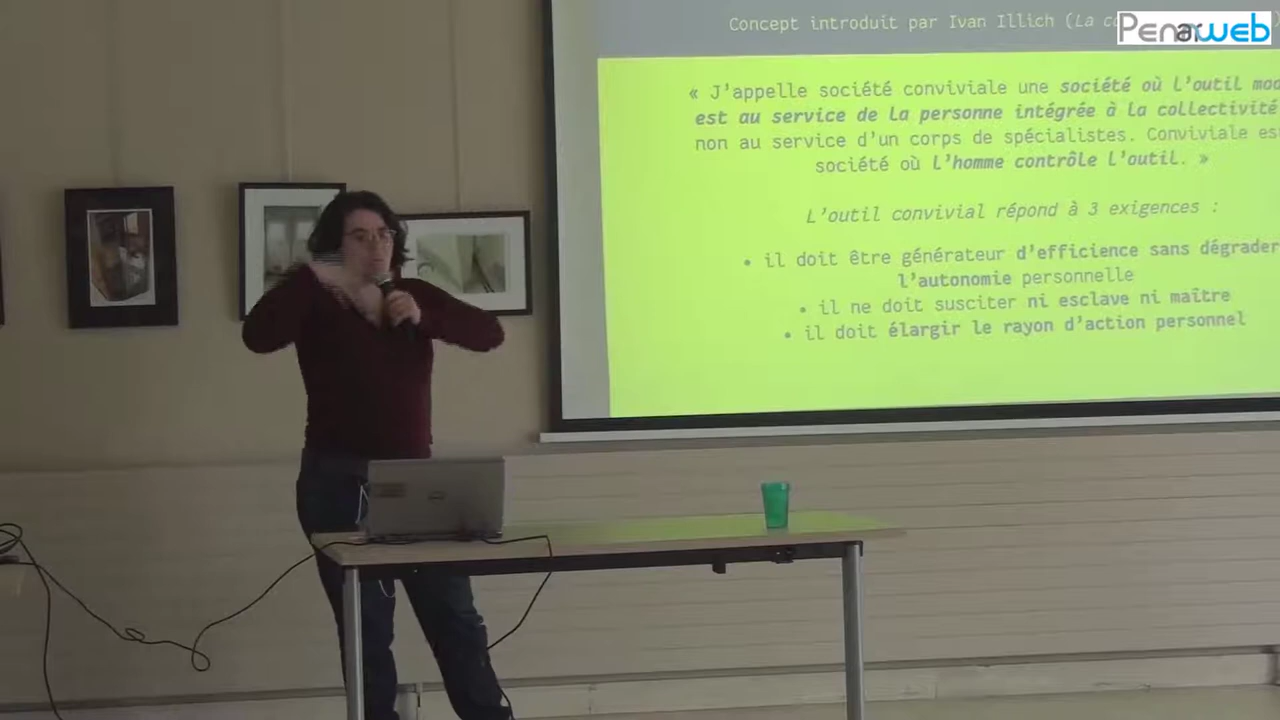 Concept introduit par Ivan Illich (La
Penarweb
« J'appelle société conviviale une société où l'outil
est au service de la personne intégrée à la collectivité
non au service d'un corps de spécialistes. Conviviale
société où l'homme contrôle l'outil. »
L'outil convivial répond à 3 exigences :
• il doit être générateur d'efficience sans dégrader
l'autonomie personnelle
• il ne doit susciter ni esclave ni maître
• il doit élargir le rayon d'action personnel